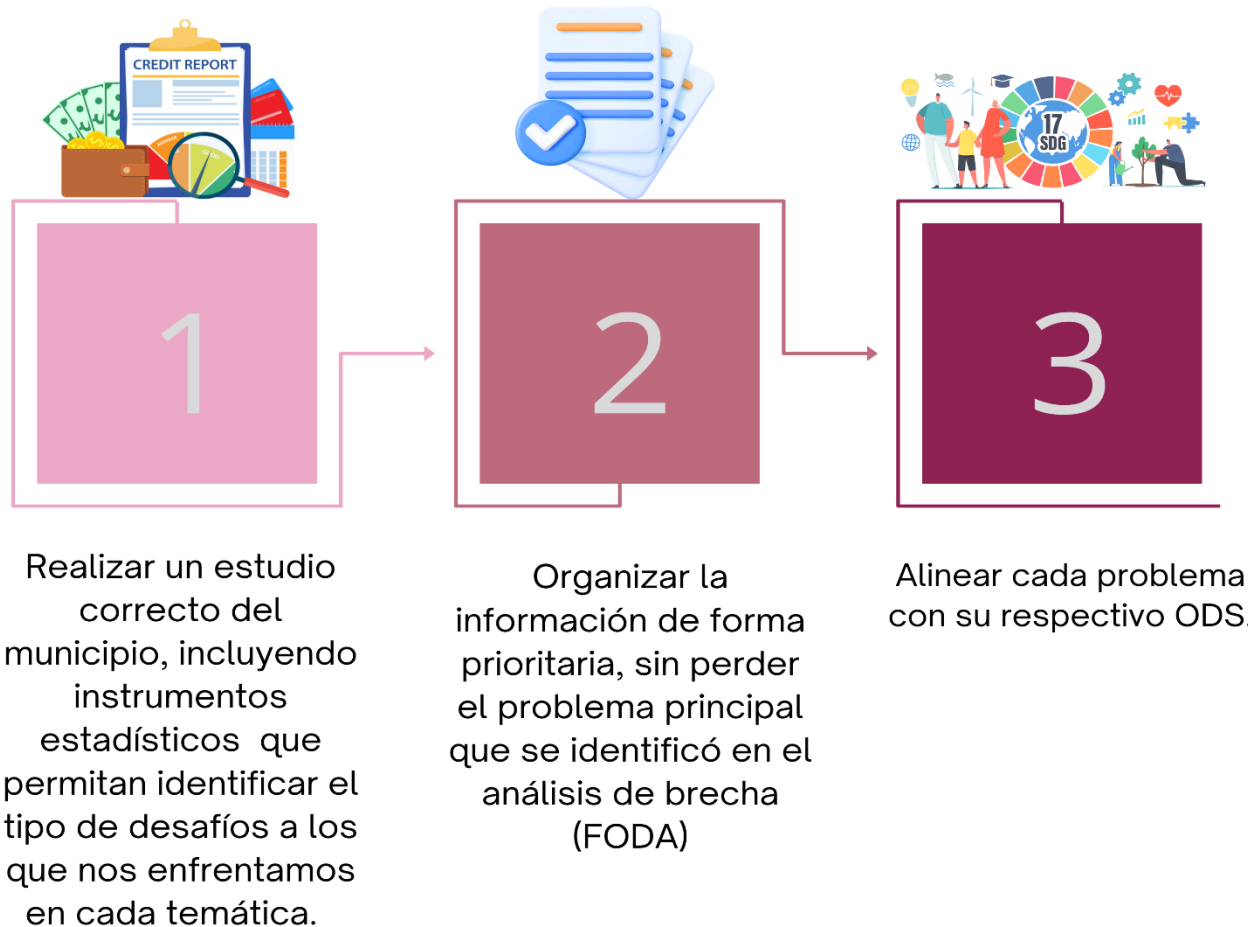 CREDIT REPORT
17
SDG
1
2
3
Realizar un estudio
correcto del
municipio, incluyendo
instrumentos
estadísticos que
permitan identificar el
tipo de desafíos a los
que nos enfrentamos
en cada temática.
Organizar la
información de forma
prioritaria, sin perder
el problema principal
que se identificó en el
análisis de brecha
(FODA)
Alinear cada problema
con su respectivo ODS.